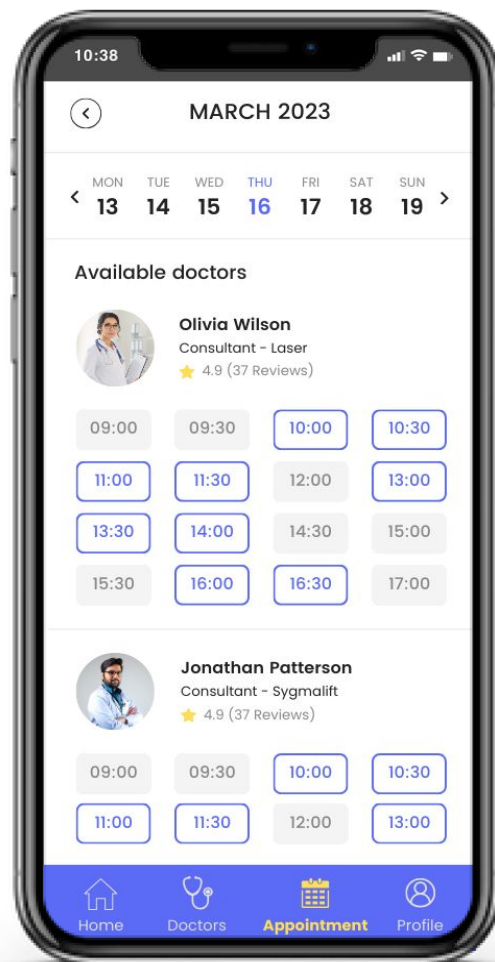 10:38
MARCH 2023
MON TUE WED THU FRI SAT SUN
13 14 15 16 17 18 19
Available doctors
Olivia Wilson
Consultant - Laser
4.9 (37 Reviews)
09:00 09:30 10:00 10:30
11:00 11:30 12:00 13:00
13:30 14:00 14:30 15:00
15:30 16:00 16:30 17:00
Jonathan Patterson
Consultant - Sygmalift
4.9 (37 Reviews)
09:00 09:30 10:00 10:30
11:00 11:30 12:00 13:00
Home Doctors Appointment Profile